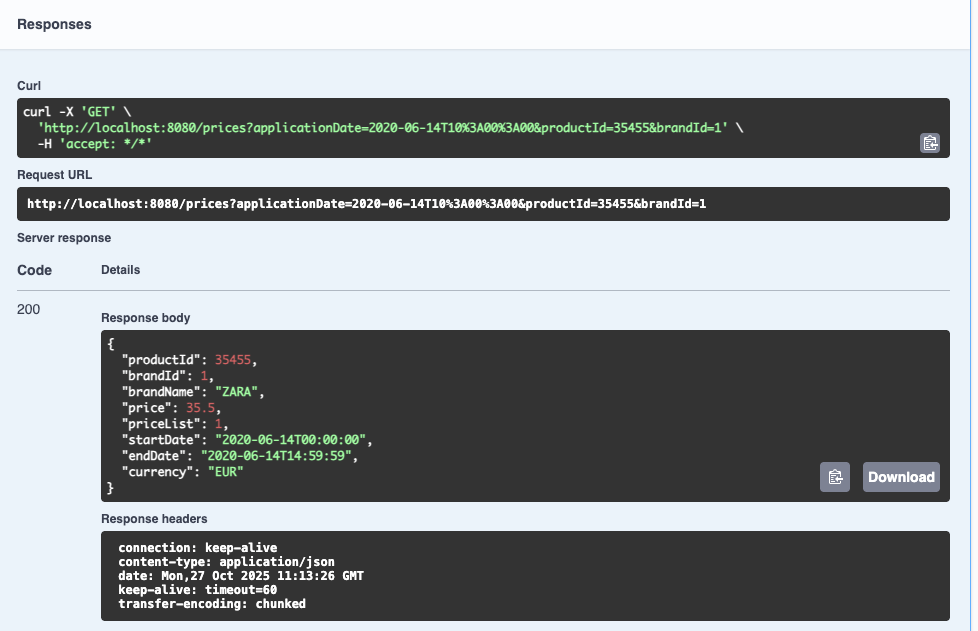 Responses
Curl
curl -X 'GET' \
'http://localhost:8080/prices?applicationDate=2020-06-14T10%3A00%3A00&productId=35455&brandId=1' \
-H 'accept: */*'
Request URL
http://localhost:8080/prices?applicationDate=2020-06-14T10%3A00%3A00&productId=35455&brandId=1
Server response
Code Details
200
Response body
{
"productId": 35455,
"brandId": 1,
"brandName": "ZARA",
"price": 35.5,
"priceList": 1,
"startDate": "2020-06-14T00:00:00",
"endDate": "2020-06-14T14:59:59",
"currency": "EUR"
}
Download
Response headers
connection: keep-alive
content-type: application/json
date: Mon,27 Oct 2025 11:13:26 GMT
keep-alive: timeout=60
transfer-encoding: chunked